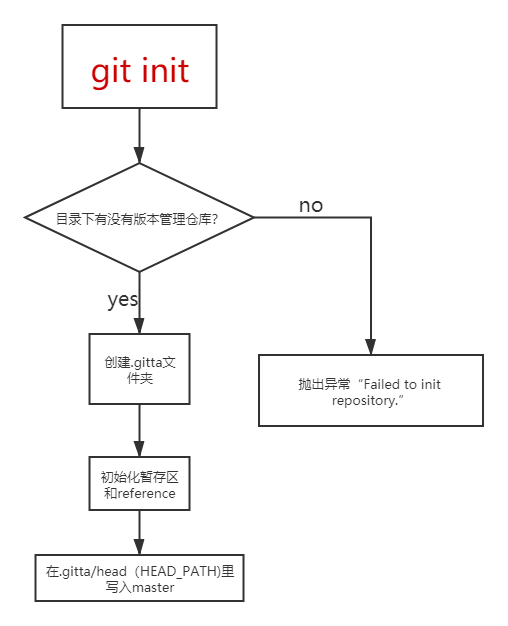 git init
目录下有没有版本管理仓库?
no
yes
创建.gitta文
件夹
抛出异常“Failed to init
repository.”
初始化暂存区
和reference
在.gitta/head（HEAD_PATH)里
写入master